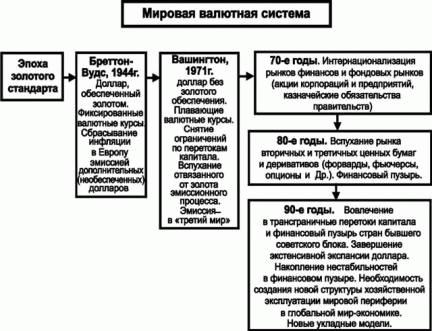 Мировая валютная система
Эпоха
золотого
стандарта
Бреттон-
Вудс, 1944г.
Доллар,
обеспеченный
золотом.
Фиксированные
валютные курсы.
Сбрасывание
инфляции
в Европу
эмиссией
дополнительных
(необеспеченных)
долларов
Вашингтон,
1971г.
доллар без
золотого
обеспечения.
Плавающие
валютные курсы.
Снятие
ограничений
по перетокам
капитала.
Вспухание
отвязанного
от золота
эмиссионного
процесса.
Эмиссия–
в «третий мир»
70-е годы. Интернационализация
рынков финансов и фондовых рынков
(акции корпораций и предприятий,
казначейские обязательства
правительств)
80-е годы. Вспухание рынка
вторичных и третичных ценных бумаг
и деривативов (форварды, фьючерсы,
опционы и Др.). Финансовый пузырь.
90-е годы. Вовлечение
в трансграничные перетоки капитала
и финансовый пузырь стран бывшего
советского блока. Завершение
экстенсивной экспансии доллара.
Накопление нестабильностей
в финансовом пузыре. Необходимость
создания новой структуры хозяйственной
эксплуатации мировой периферии
в глобальной мир-экономике.
Новые укладные модели.